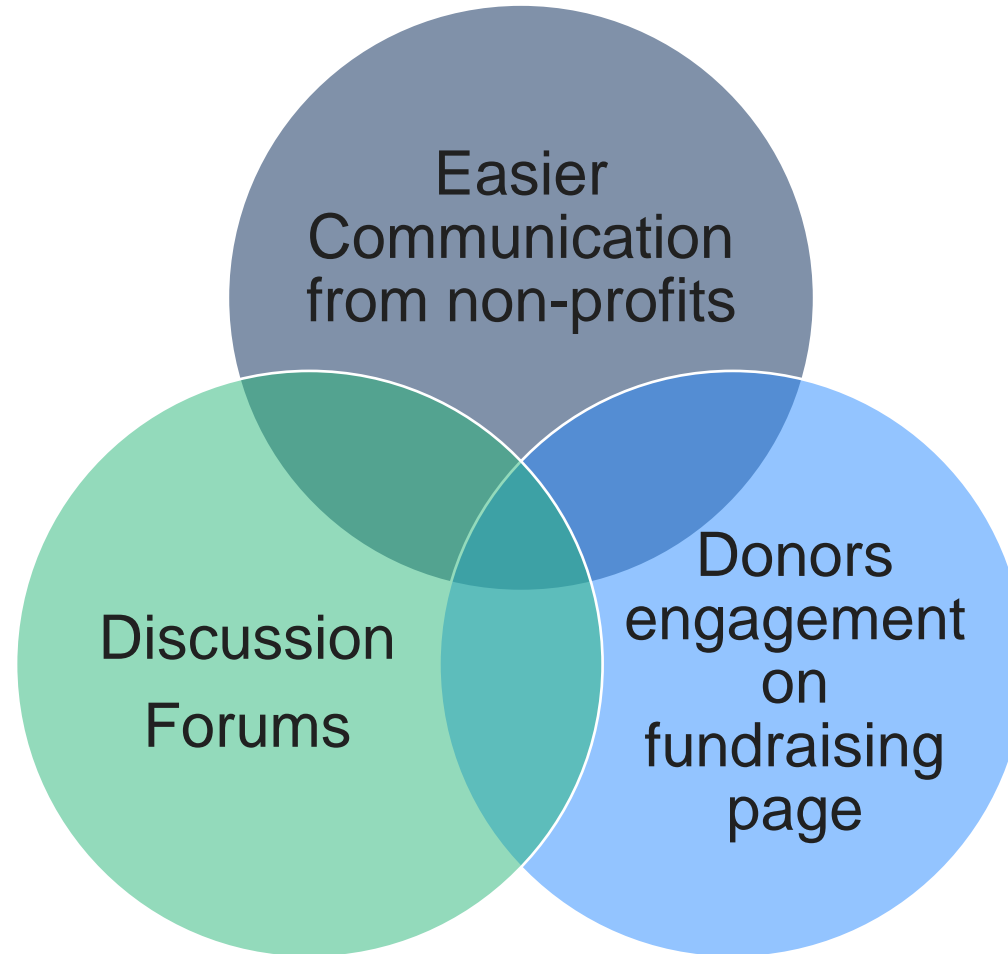 Easier
Communication
from non-profits
Discussion
Forums
Donors
engagement
on
fundraising
page